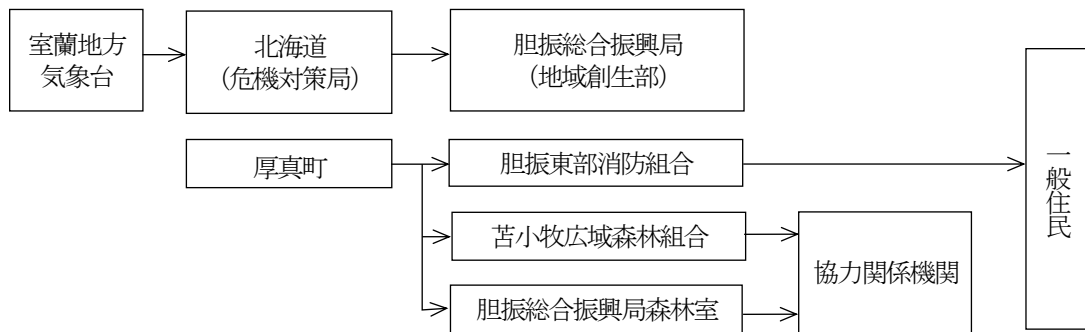 室蘭地方
気象台
北海道
（危機対策局）
胆振総合振興局
（地域創生部）
厚真町
胆振東部消防組合
一般住民
苫小牧広域森林組合
協力関係機関
胆振総合振興局森林室